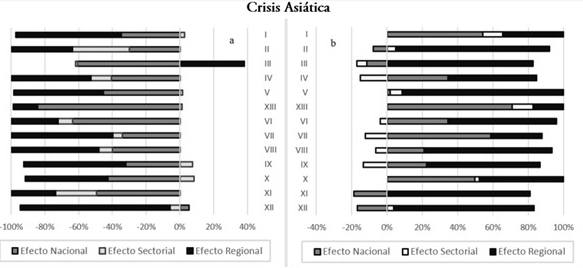 Crisis Asiática
a
I
II
III
IV
V
XIII
VI
VII
VIII
IX
X
XI
XII
-100% -80% -60% -40% -20% 0% 20% 40%
Efecto Nacional Efecto Sectorial Efecto Regional
b
I
II
III
IV
V
XIII
VI
VII
VIII
IX
X
XI
XII
-40% -20% 0% 20% 40% 60% 80% 100%
Efecto Nacional Efecto Sectorial Efecto Regional